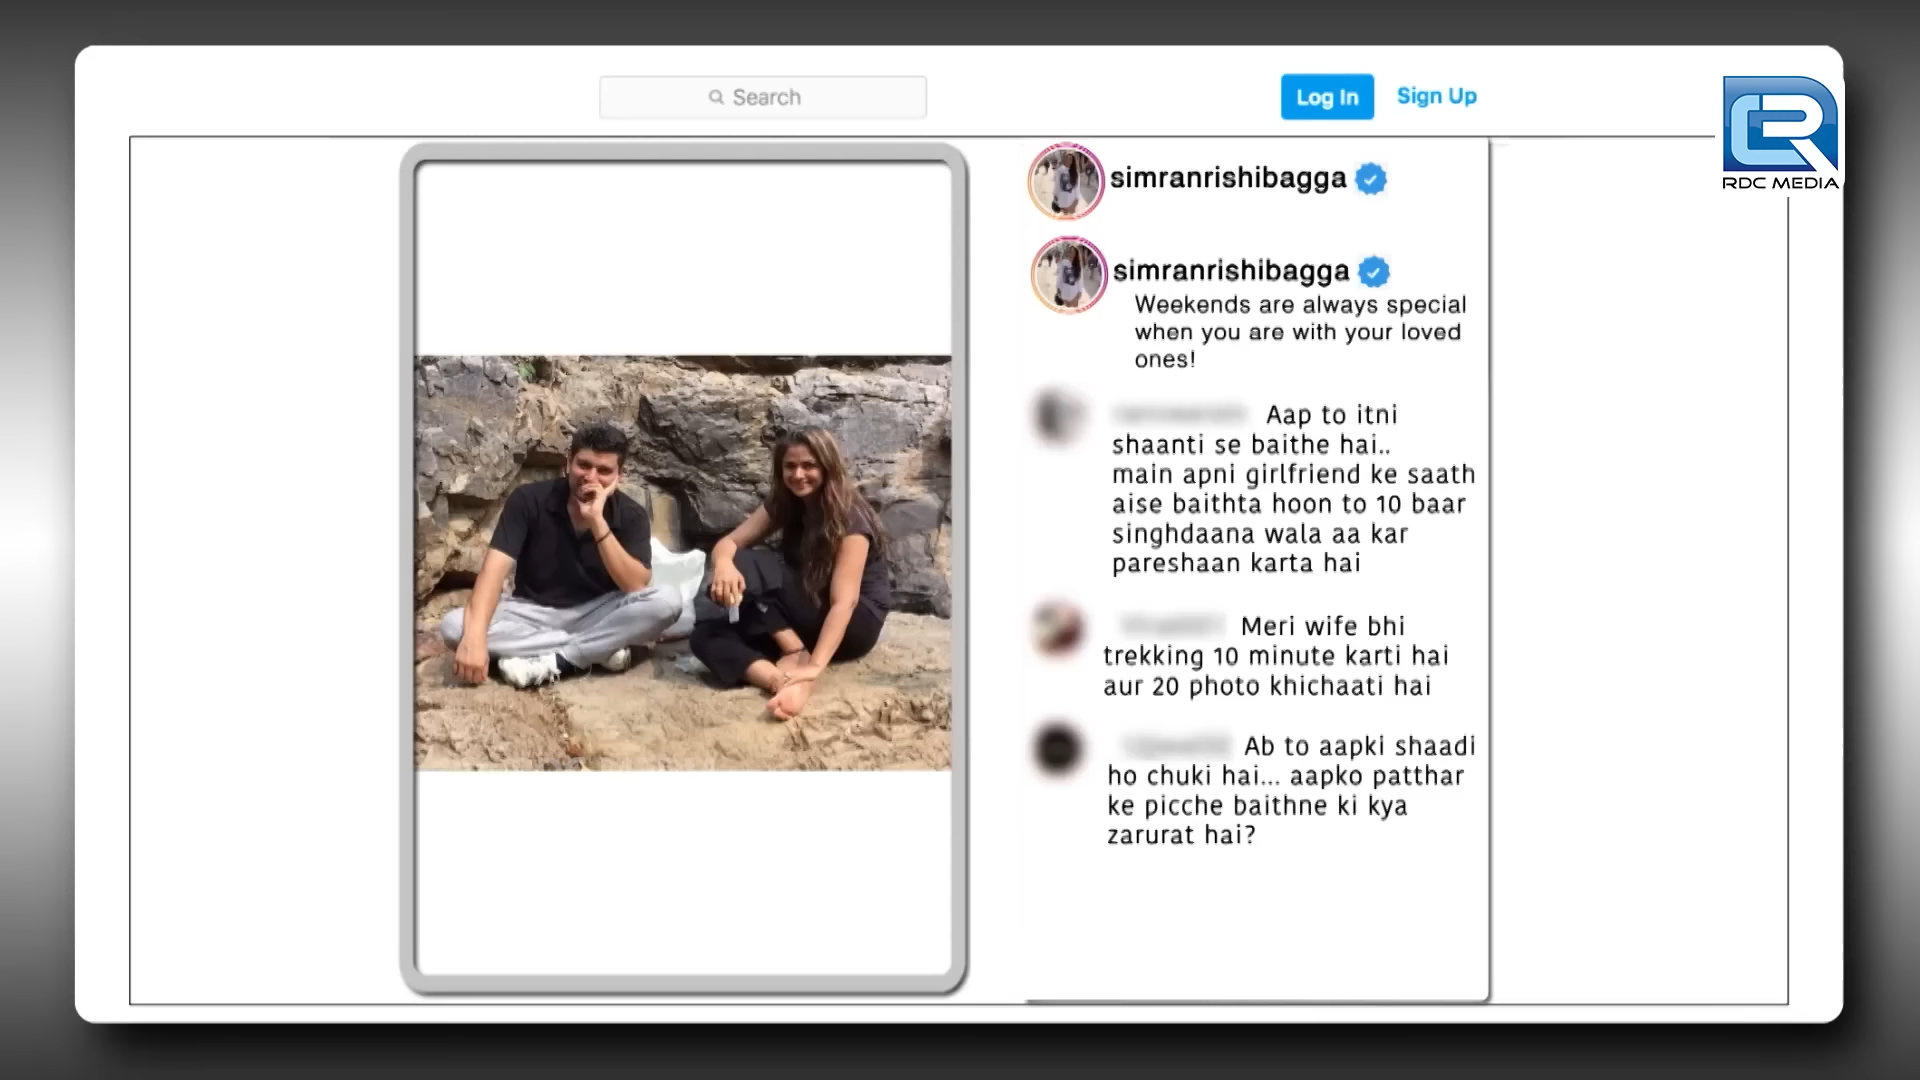 Search
Log In
Sign Up
RDC MEDIA
simranrishibagga
simranrishibagga
Weekends are always special
when you are with your loved
ones!
Aap to itni
shaanti se baithe hai..
main apni girlfriend ke saath
aise baithta hoon to 10 baar
singhdaana wala aa kar
pareshaan karta hai
Meri wife bhi
trekking 10 minute karti hai
aur 20 photo khichaati hai
Ab to aapki shaadi
ho chuki hai... aapko patthar
ke picche baithne ki kya
zarurat hai?